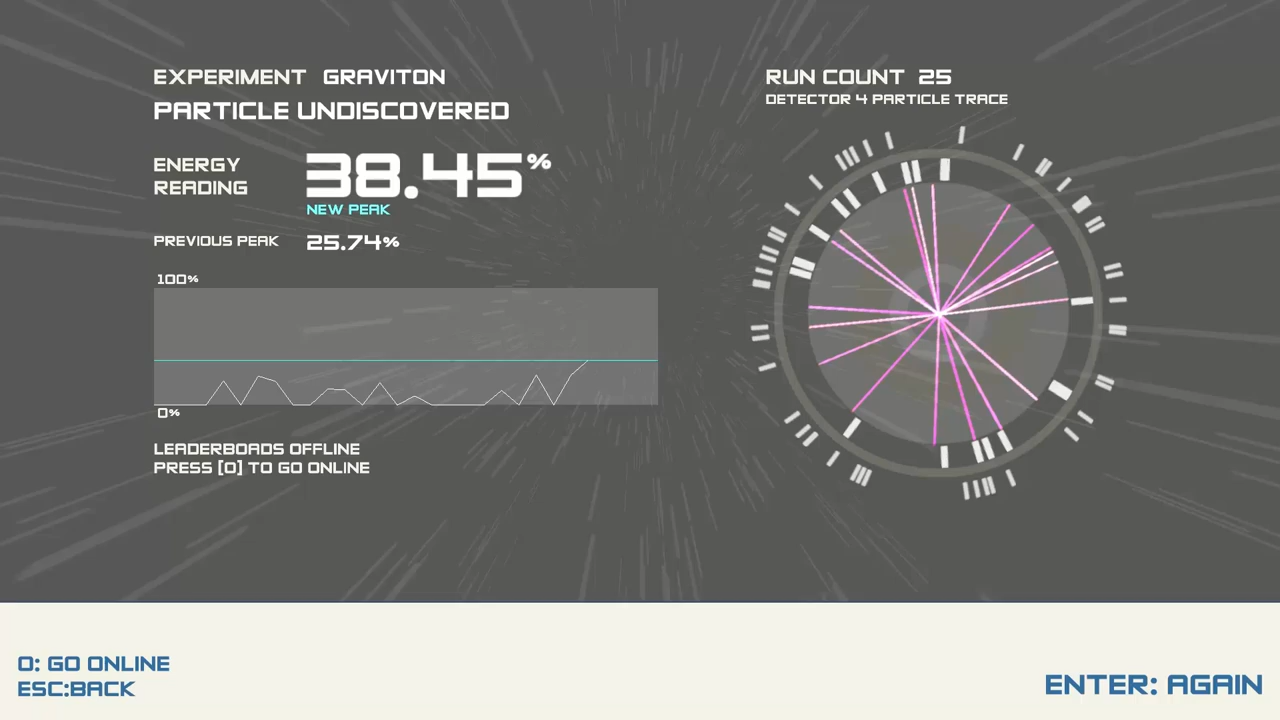 EXPERIMENT GRAVITON
PARTICLE UNDISCOVERED
ENERGY
READING
38.45%
NEW PEAK
PREVIOUS PEAK 25.74%
100%
0%
LEADERBOADS OFFLINE
PRESS [O] TO GO ONLINE
RUN COUNT 25
DETECTOR 4 PARTICLE TRACE
O: GO ONLINE
ESC:BACK
ENTER: AGAIN